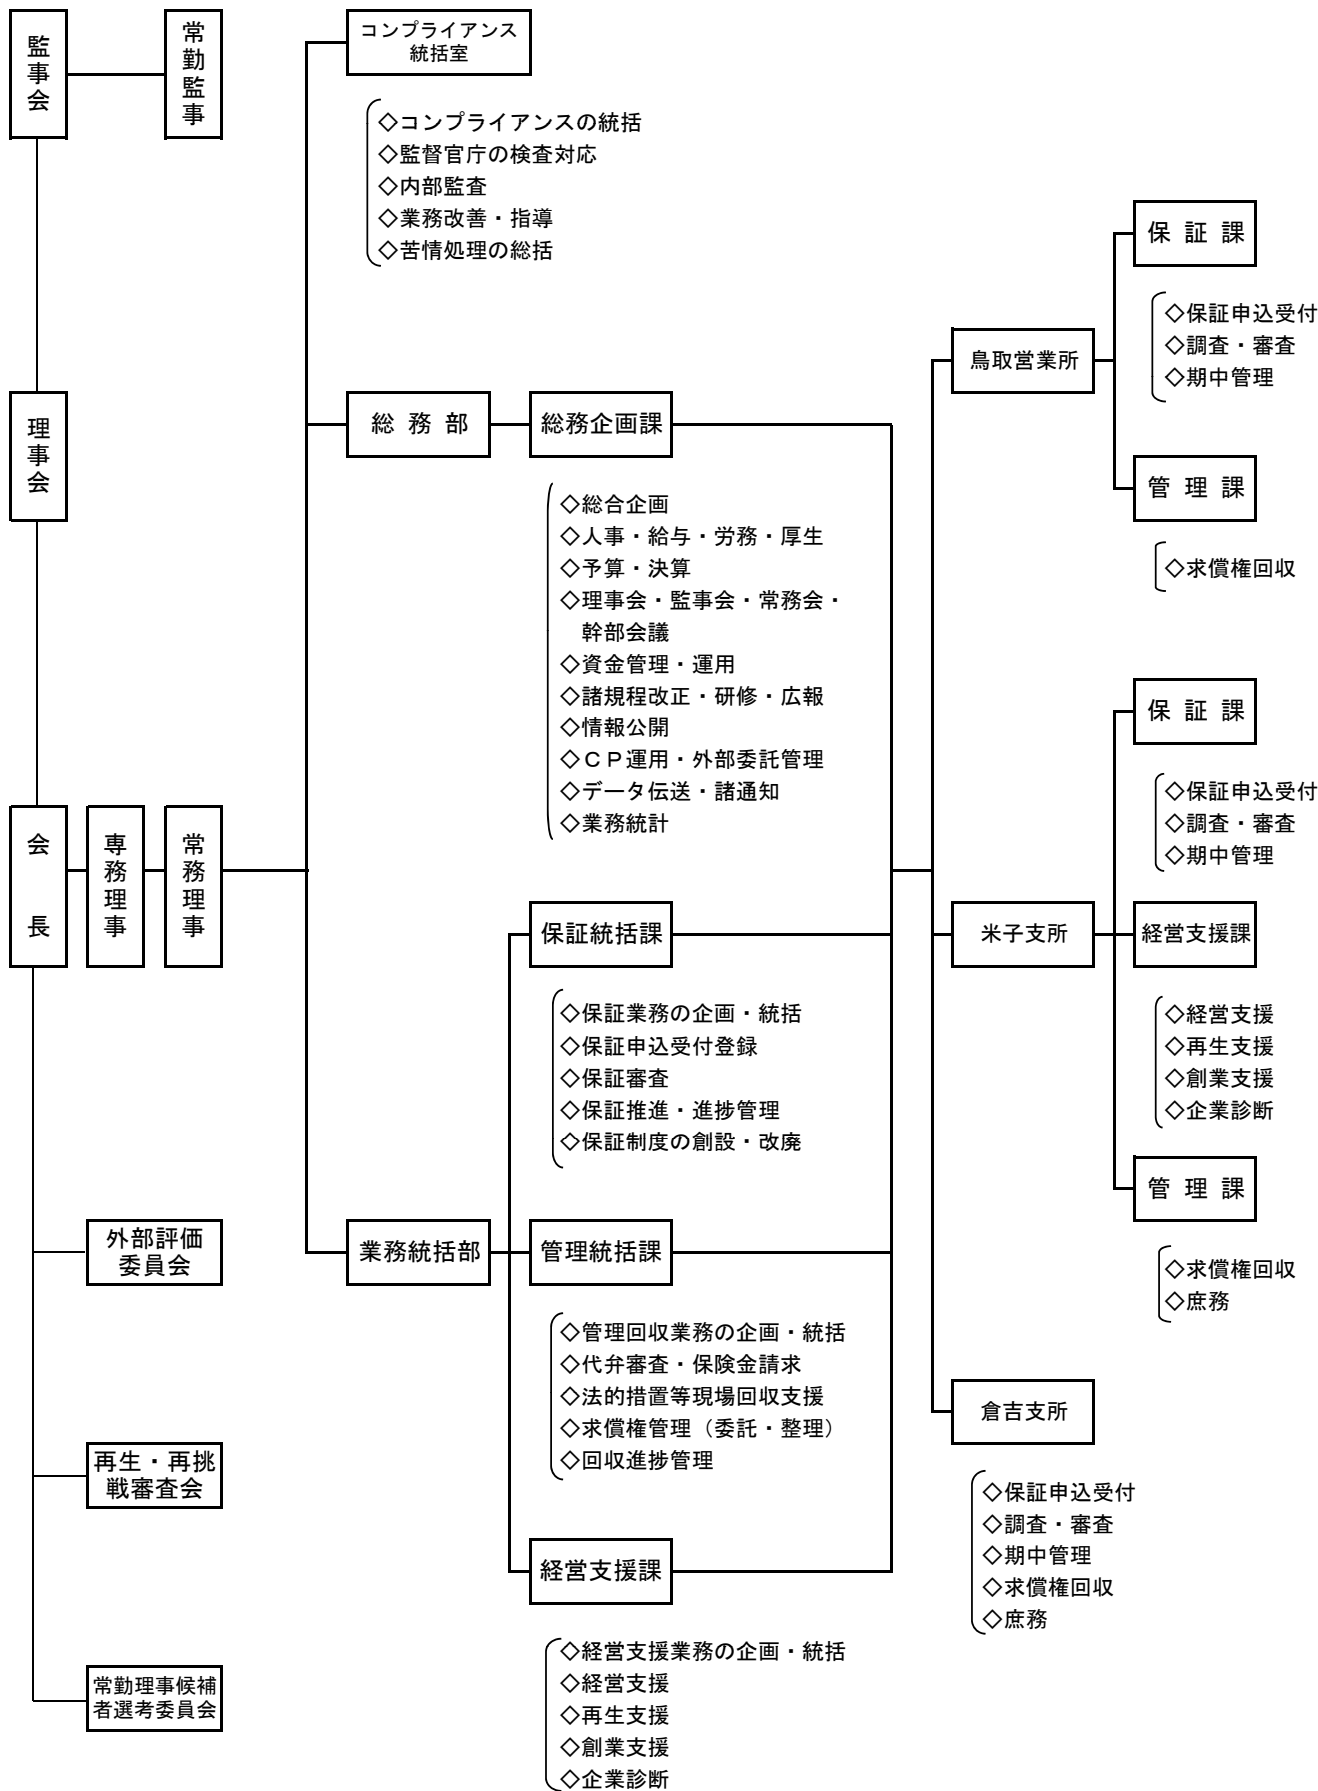 監事会
常勤監事
理事会
会長
専務理事
常務理事
外部評価
委員会
再生・再挑
戦審査会
常勤理事候補
者選考委員会
コンプライアンス
統括室
◇コンプライアンスの統括
◇監督官庁の検査対応
◇内部監査
◇業務改善・指導
◇苦情処理の総括
総 務 部
総務企画課
◇総合企画
◇人事・給与・労務・厚生
◇予算・決算
◇理事会・監事会・常務会・
幹部会議
◇資金管理・運用
◇諸規程改正・研修・広報
◇情報公開
◇ＣＰ運用・外部委託管理
◇データ伝送・諸通知
◇業務統計
業務統括部
保証統括課
◇保証業務の企画・統括
◇保証申込受付登録
◇保証審査
◇保証推進・進捗管理
◇保証制度の創設・改廃
管理統括課
◇管理回収業務の企画・統括
◇代弁審査・保険金請求
◇法的措置等現場回収支援
◇求償権管理（委託・整理）
◇回収進捗管理
経営支援課
◇経営支援業務の企画・統括
◇経営支援
◇再生支援
◇創業支援
◇企業診断
鳥取営業所
保 証 課
◇保証申込受付
◇調査・審査
◇期中管理
管 理 課
◇求償権回収
米子支所
保 証 課
◇保証申込受付
◇調査・審査
◇期中管理
経営支援課
◇経営支援
◇再生支援
◇創業支援
◇企業診断
管 理 課
◇求償権回収
◇庶務
倉吉支所
◇保証申込受付
◇調査・審査
◇期中管理
◇求償権回収
◇庶務